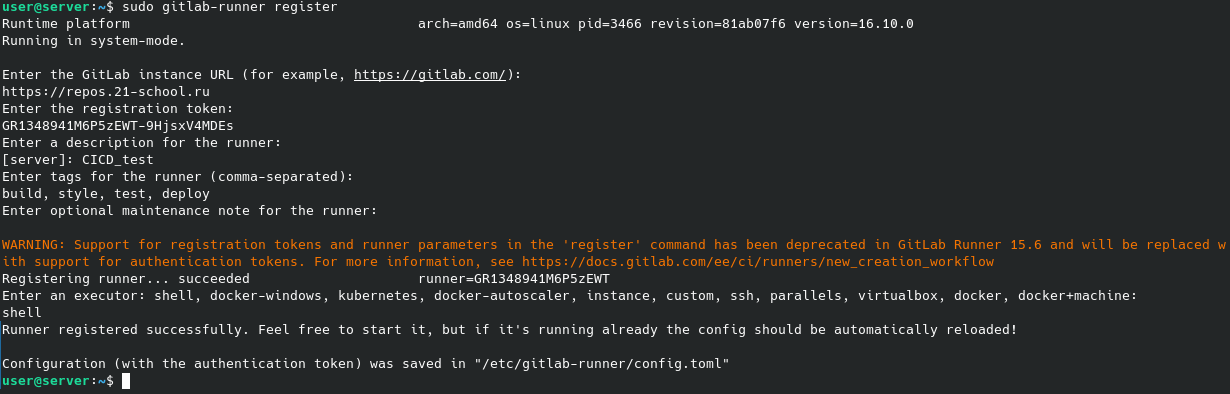 user@server:~$ sudo gitlab-runner register
Runtime platform                                    arch=amd64 os=linux pid=3466 revision=81ab07f6 version=16.10.0
Running in system-mode.
Enter the GitLab instance URL (for example, https://gitlab.com/):
https://repos.21-school.ru
Enter the registration token:
GR1348941M6P5zEWT-9HjsxV4MDEs
Enter a description for the runner:
[server]: CICD_test
Enter tags for the runner (comma-separated):
build, style, test, deploy
Enter optional maintenance note for the runner:
WARNING: Support for registration tokens and runner parameters in the 'register' command has been deprecated in GitLab Runner 15.6 and will be replaced w
ith support for authentication tokens. For more information, see https://docs.gitlab.com/ee/ci/runners/new_creation_workflow
Registering runner... succeeded                     runner=GR1348941M6P5zEWT
Enter an executor: shell, docker-windows, kubernetes, docker-autoscaler, instance, custom, ssh, parallels, virtualbox, docker, docker+machine:
shell
Runner registered successfully. Feel free to start it, but if it's running already the config should be automatically reloaded!
Configuration (with the authentication token) was saved in "/etc/gitlab-runner/config.toml"
user@server:~$